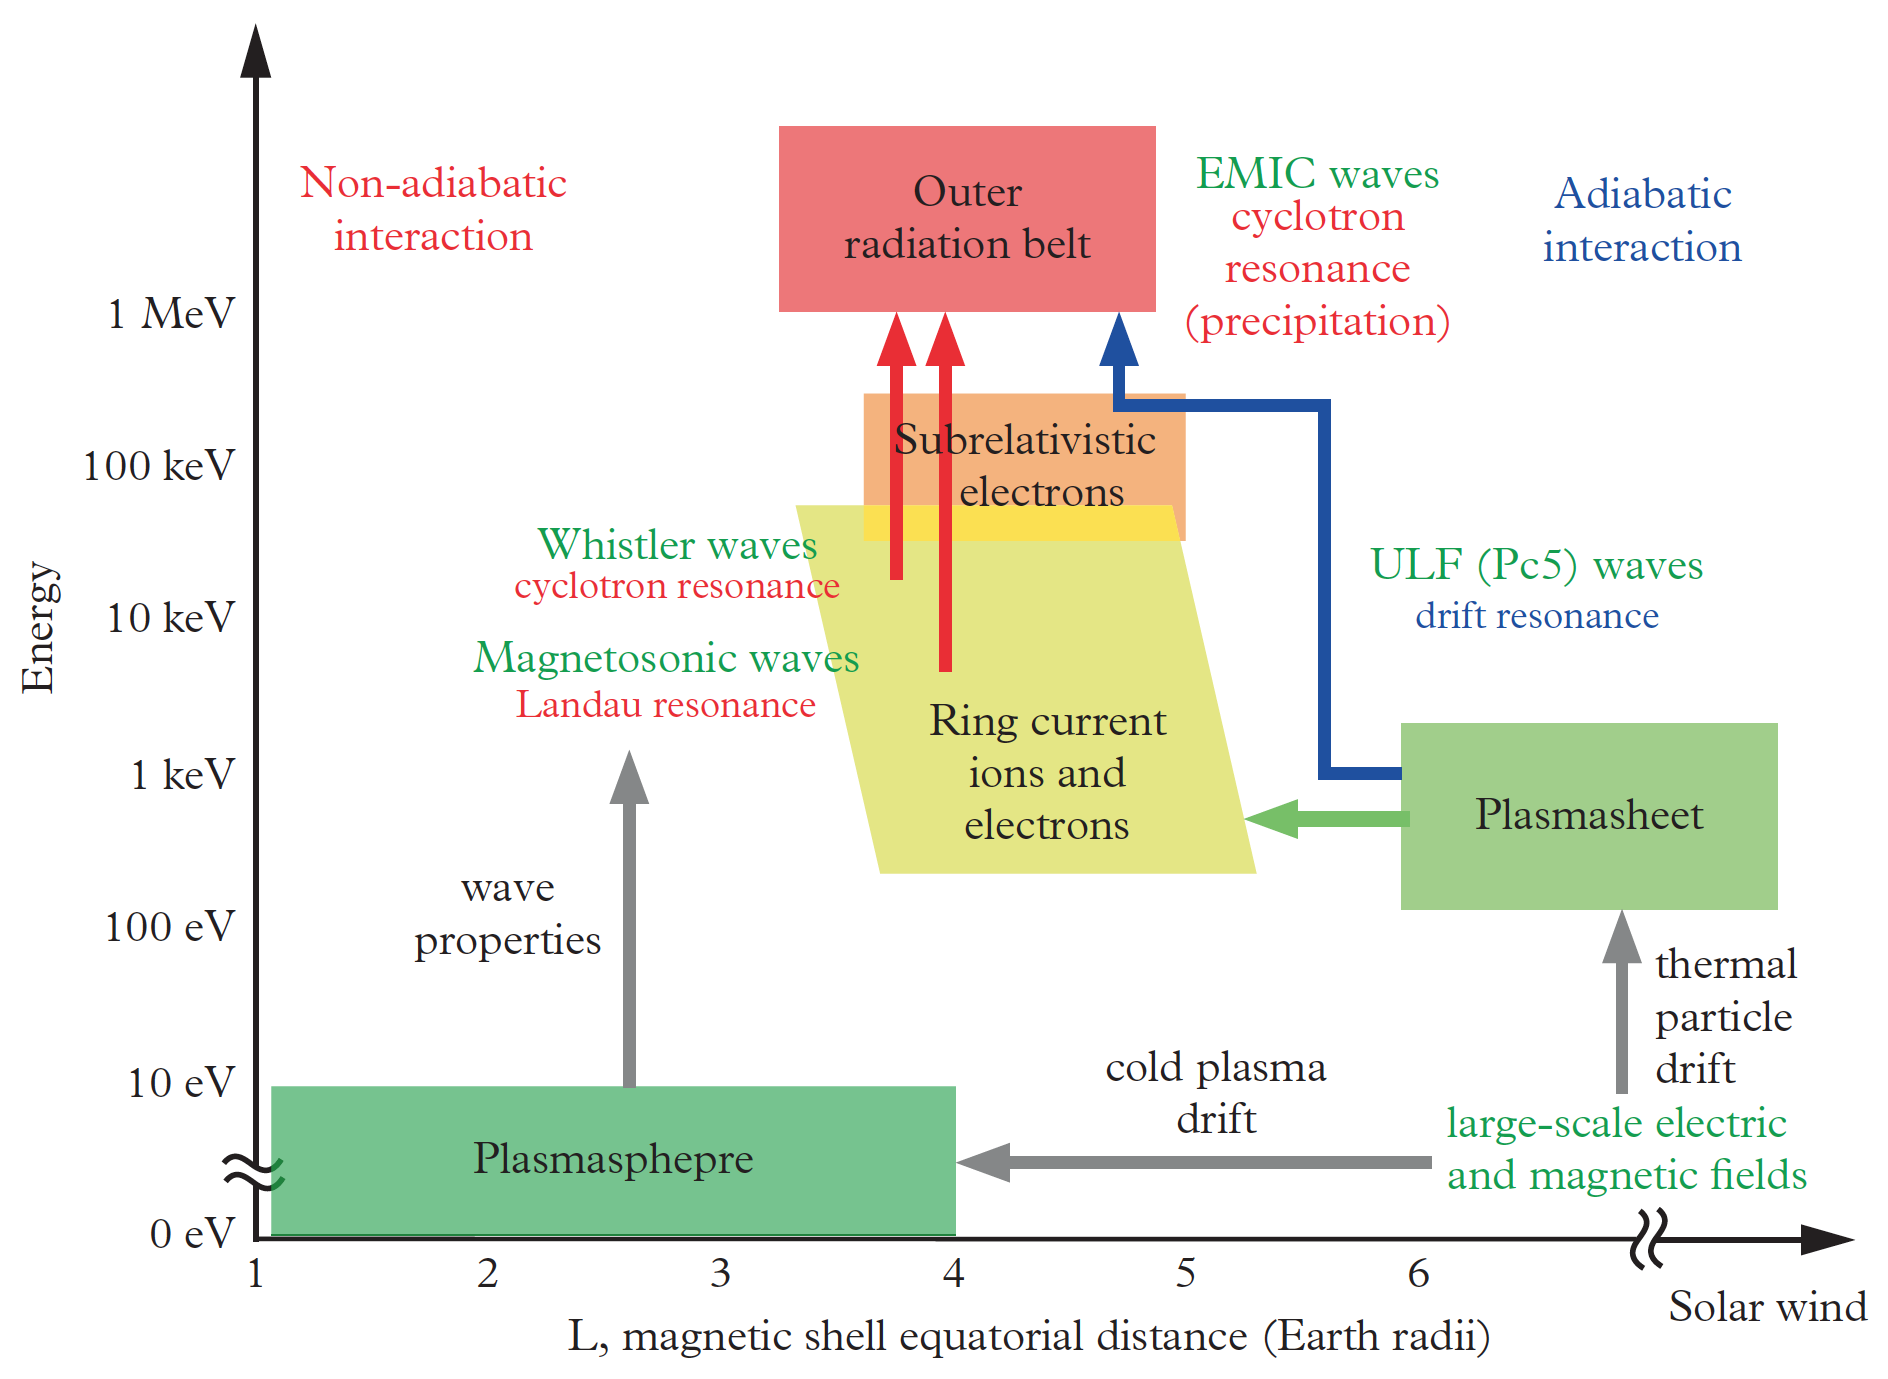 Non-adiabatic
interaction
Outer
radiation belt
EMIC waves
cyclotron
resonance
(precipitation)
Adiabatic
interaction
1 MeV
100 keV
10 keV
1 keV
100 eV
10 eV
0 eV
Energy
Subrelativistic
electrons
Whistler waves
cyclotron resonance
Magnetosonic waves
Landau resonance
ULF (Pc5) waves
drift resonance
Ring current
ions and
electrons
Plasmasheet
wave
properties
thermal
particle
drift
cold plasma
drift
large-scale electric
and magnetic fields
Plasmasphepre
1 2 3 4 5 6
Solar wind
L, magnetic shell equatorial distance (Earth radii)